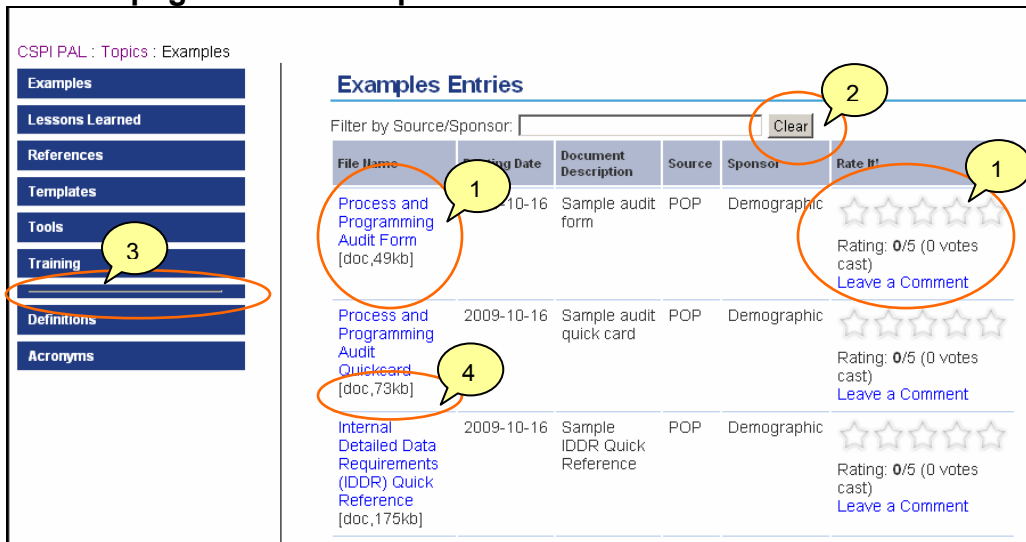 CSPI PAL : Topics : Examples
Examples
Lessons Learned
References
Templates
Tools
Training
3
Definitions
Acronyms
Examples Entries
2
Filter by Source/Sponsor:
Clear
File Name
Date
Document
Description
Source
Sponsor
Rate It!
1
1
Process and
Programming
Audit Form
[doc,49kb]
-10-16
Sample audit
form
POP
Demographic
Rating: 0/5 (0 votes
cast)
Leave a Comment
Process and
Programming
Audit
Quickcard
[doc,73kb]
4
2009-10-16
Sample audit
quick card
POP
Demographic
Rating: 0/5 (0 votes
cast)
Leave a Comment
Internal
Detailed Data
Requirements
(IDDR) Quick
Reference
[doc,175kb]
2009-10-16
Sample
IDDR Quick
Reference
POP
Demographic
Rating: 0/5 (0 votes
cast)
Leave a Comment